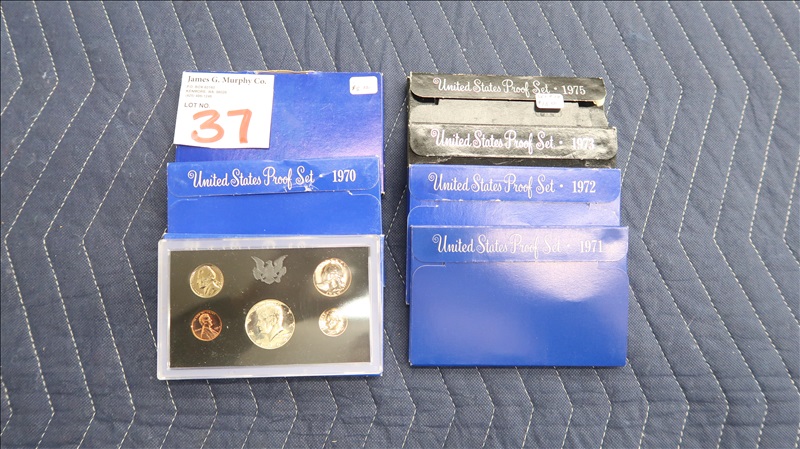 James G. Murphy Co.
LOT NO.
37
United States Proof Set · 1970
United States Proof Set · 1975
United States Proof Set · 1973
United States Proof Set · 1972
United States Proof Set · 1971